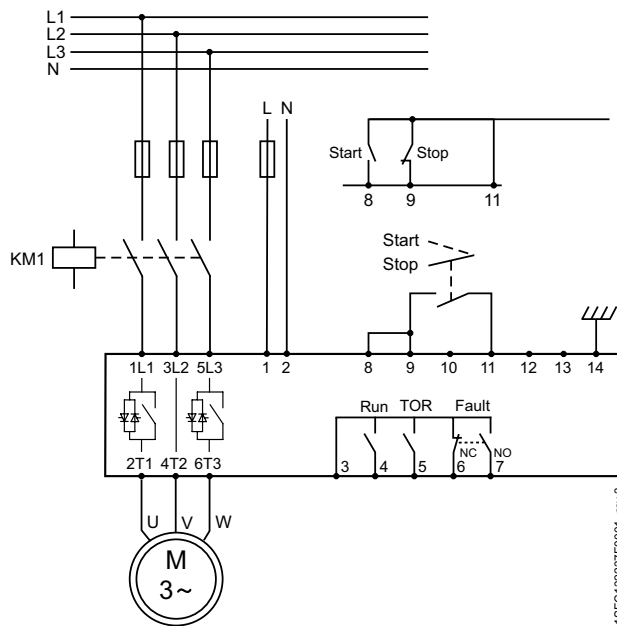 L1
L2
L3
N
L N
Start Stop
8 9 11
KM1
Start
Stop
1L1 3L2 5L3 1 2 8 9 10 11 12 13 14
Run TOR Fault
NC NO
2T1 4T2 6T3 3 4 5 6 7
U V W
M
3~